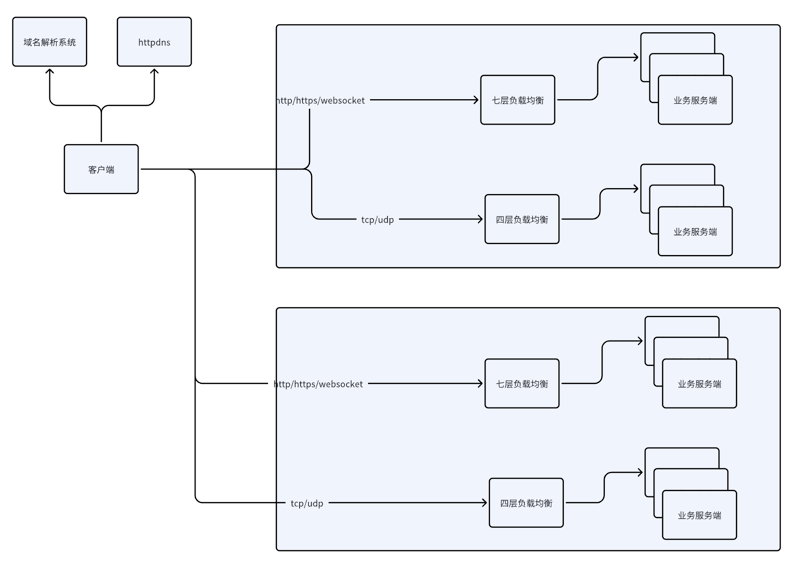 域名解析系统
httpdns
客户端
http/https/websocket
七层负载均衡
业务服务端
tcp/udp
四层负载均衡
业务服务端
http/https/websocket
七层负载均衡
业务服务端
tcp/udp
四层负载均衡
业务服务端